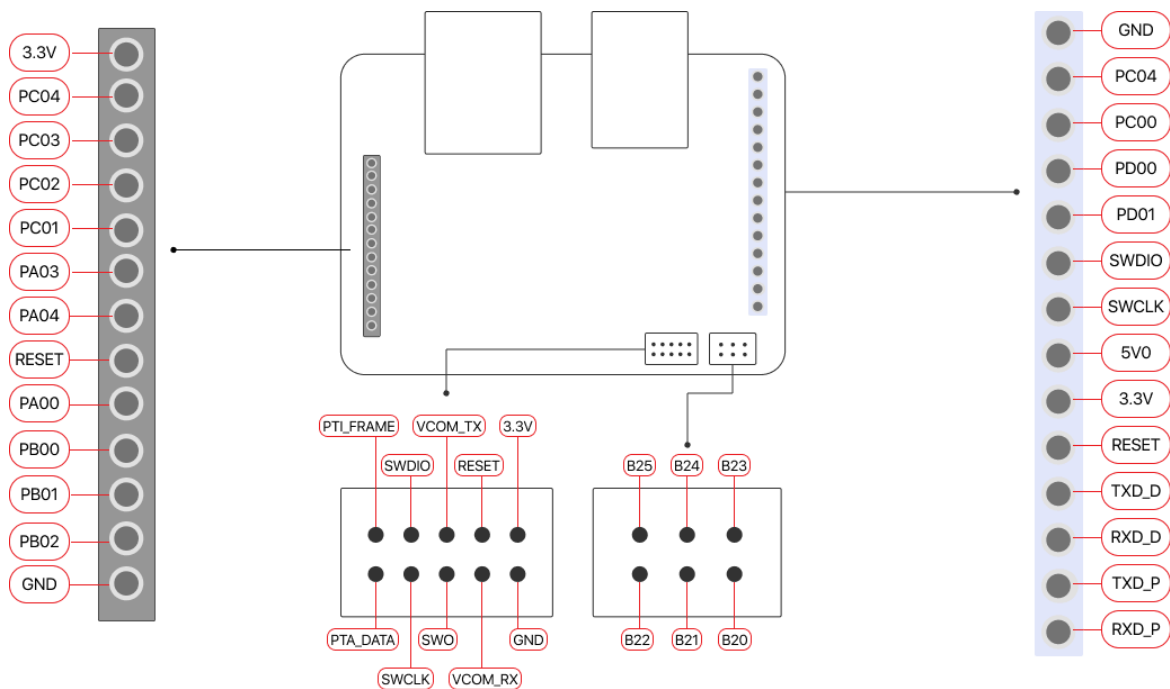 3.3V
PC04
PC03
PC02
PC01
PA03
PA04
RESET
PA00
PB00
PB01
PB02
GND
PTI_FRAME VCOM_TX 3.3V
SWDIO RESET
PTA_DATA SWO GND
SWCLK VCOM_RX
B25 B24 B23
B22 B21 B20
GND
PC04
PC00
PD00
PD01
SWDIO
SWCLK
5V0
3.3V
RESET
TXD_D
RXD_D
TXD_P
RXD_P